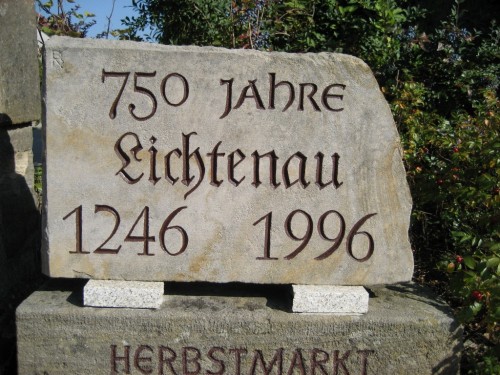 750 JAHRE
Lichtenau
1246 1996
HERBSTMARKT